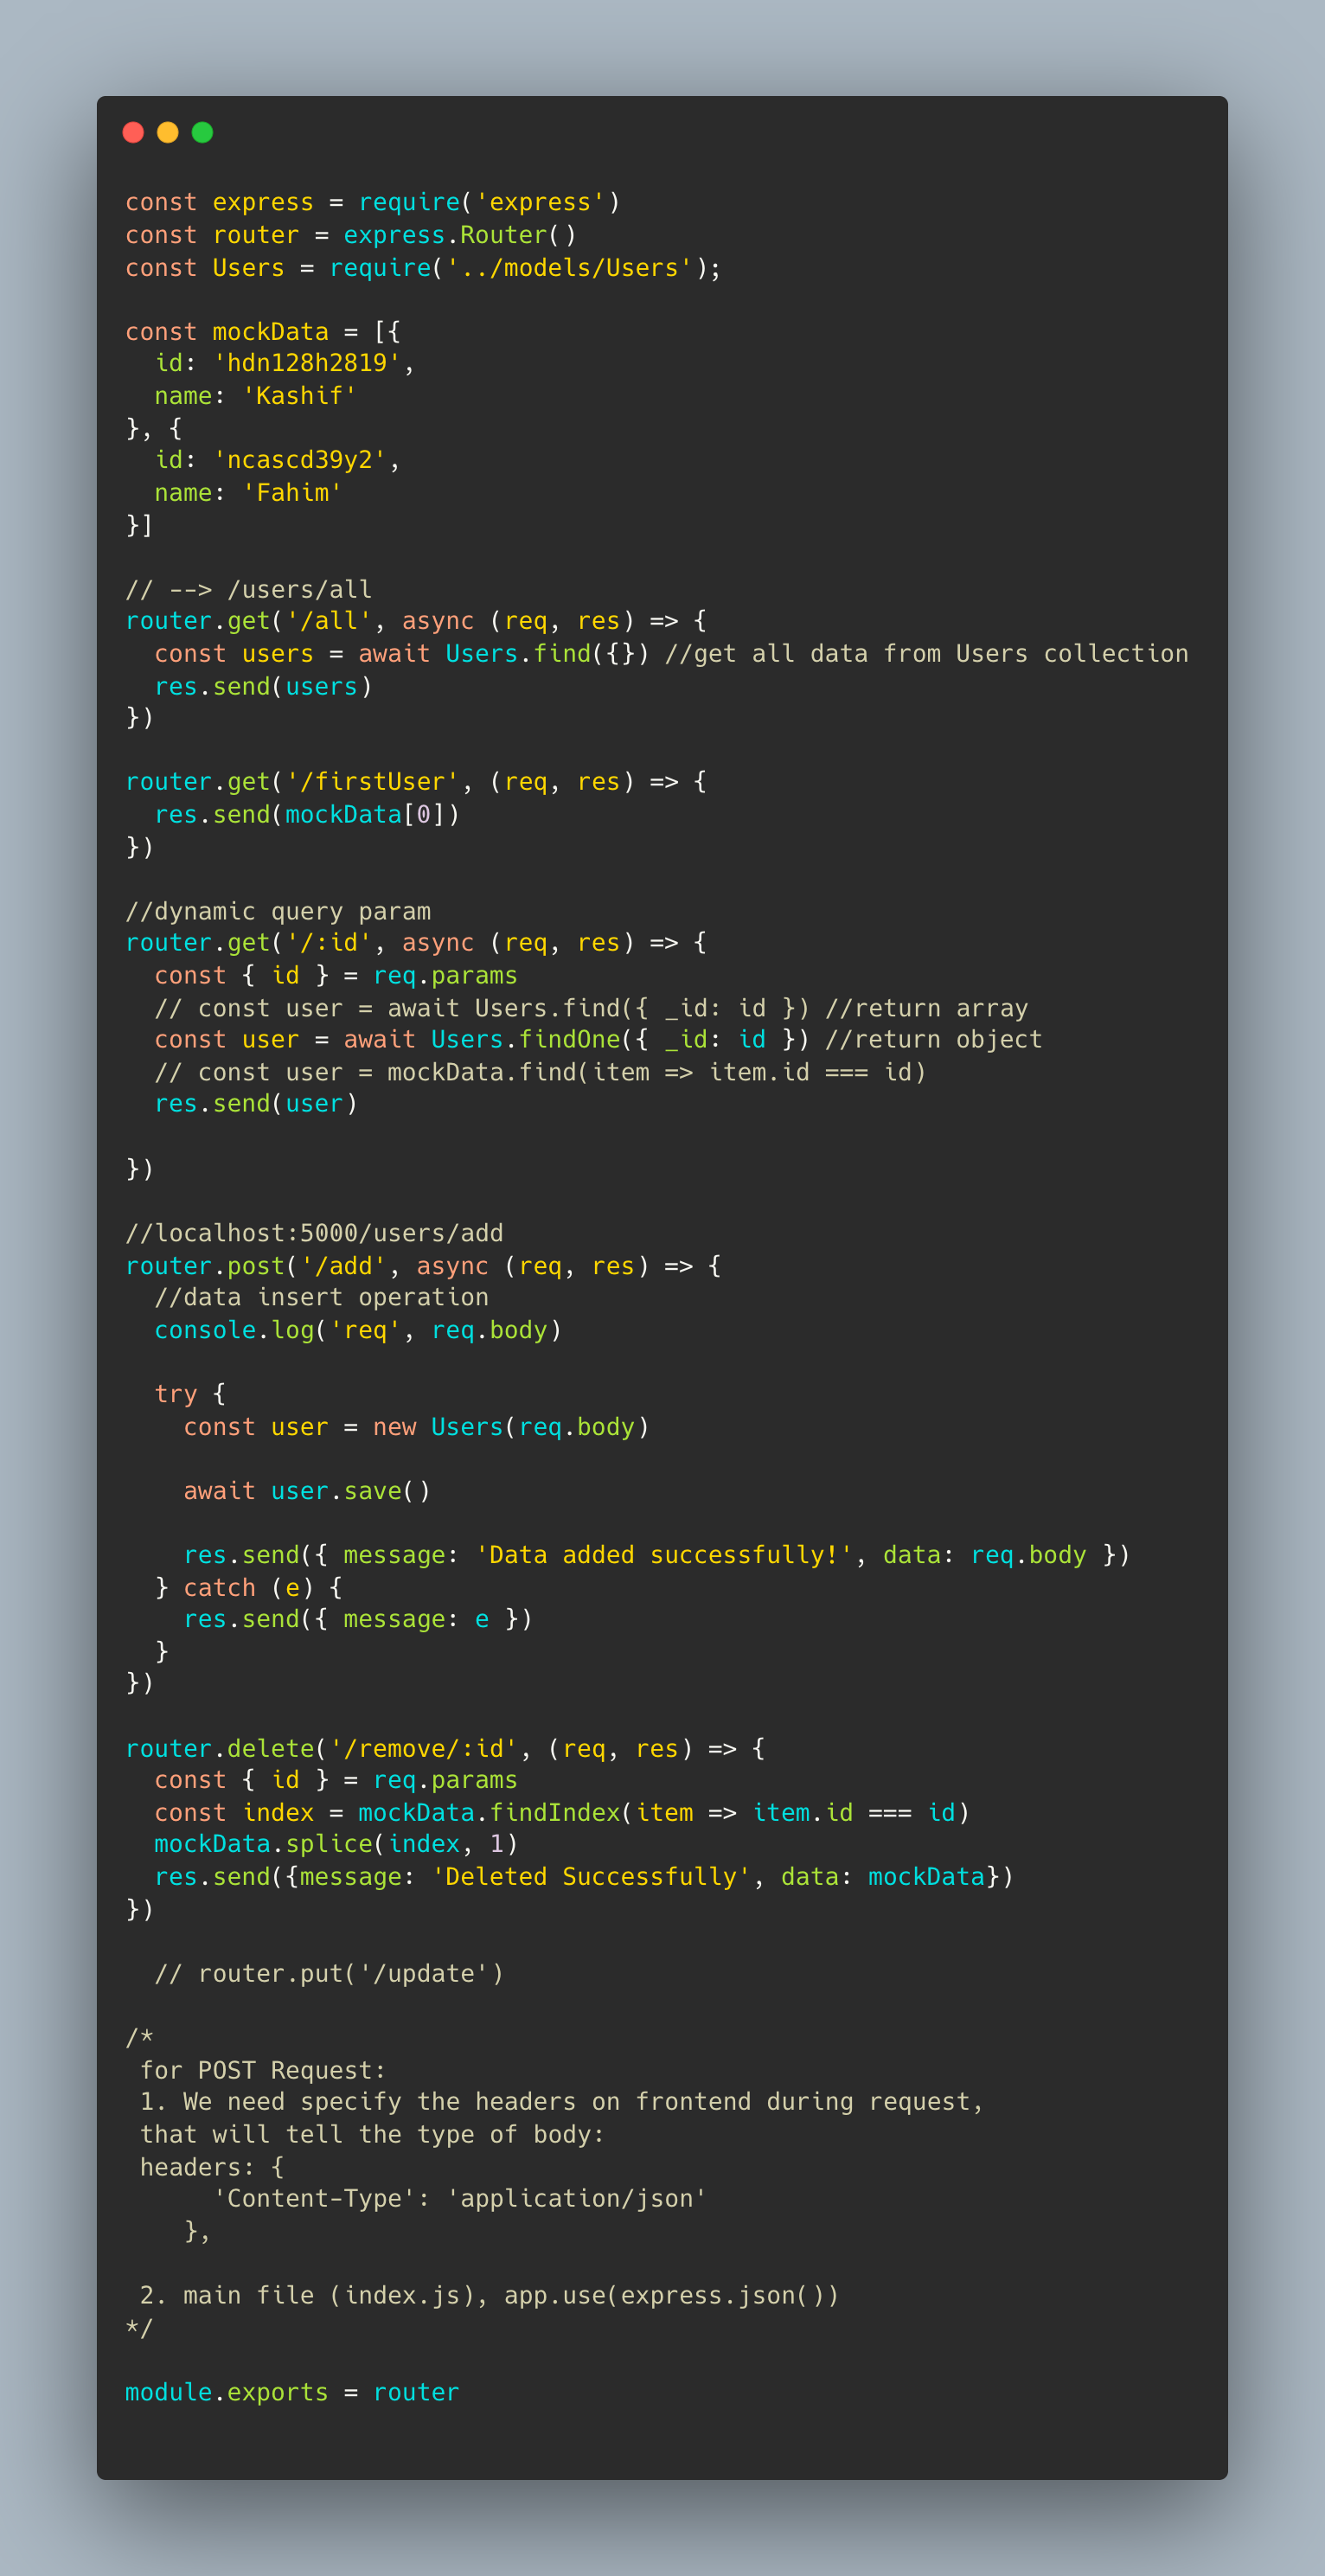 const express = require('express')
const router = express.Router()
const Users = require('../models/Users');

const mockData = [{
  id: 'hdn128h2819',
  name: 'Kashif'
}, {
  id: 'ncascd39y2',
  name: 'Fahim'
}]

// --> /users/all
router.get('/all', async (req, res) => {
  const users = await Users.find({}) //get all data from Users collection
  res.send(users)
})

router.get('/firstUser', (req, res) => {
  res.send(mockData[0])
})

//dynamic query param
router.get('/:id', async (req, res) => {
  const { id } = req.params
  // const user = await Users.find({ _id: id }) //return array
  const user = await Users.findOne({ _id: id }) //return object
  // const user = mockData.find(item => item.id === id)
  res.send(user)

})

//localhost:5000/users/add
router.post('/add', async (req, res) => {
  //data insert operation
  console.log('req', req.body)

  try {
    const user = new Users(req.body)

    await user.save()

    res.send({ message: 'Data added successfully!', data: req.body })
  } catch (e) {
    res.send({ message: e })
  }
})

router.delete('/remove/:id', (req, res) => {
  const { id } = req.params
  const index = mockData.findIndex(item => item.id === id)
  mockData.splice(index, 1)
  res.send({message: 'Deleted Successfully', data: mockData})
})

  // router.put('/update')

/*
 for POST Request:
 1. We need specify the headers on frontend during request,
 that will tell the type of body:
 headers: {
      'Content-Type': 'application/json'
    },

 2. main file (index.js), app.use(express.json())
*/

module.exports = router